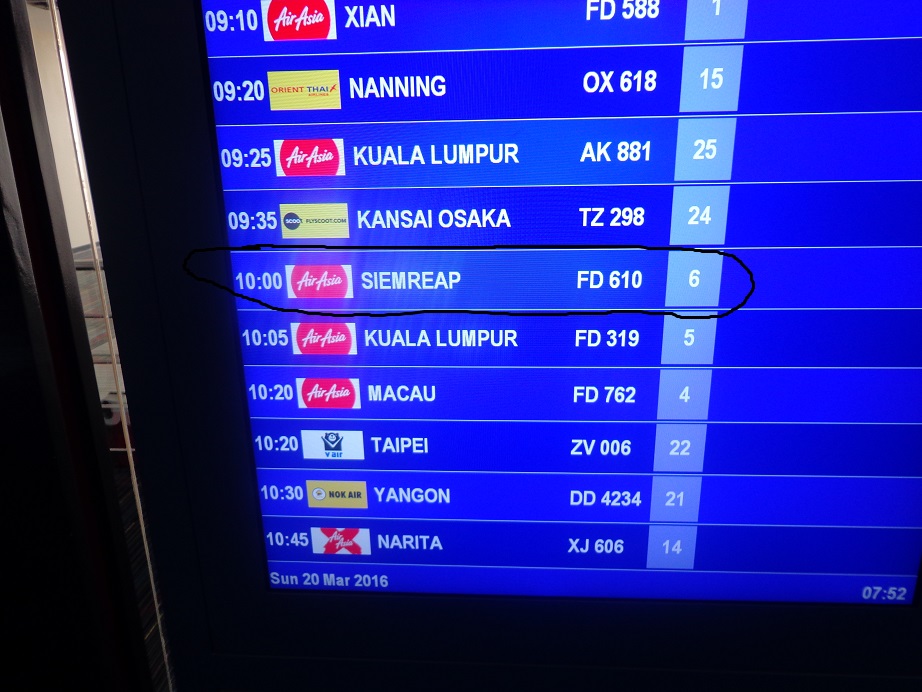 09:10 AirAsia XIAN FD 588 1
09:20 ORIENT THAI AIRLINES NANNING OX 618 15
09:25 AirAsia KUALA LUMPUR AK 881 25
09:35 SCOOT FLYSCOOT.COM KANSAI OSAKA TZ 298 24
10:00 AirAsia SIEMREAP FD 610 6
10:05 AirAsia KUALA LUMPUR FD 319 5
10:20 AirAsia MACAU FD 762 4
10:20 V air TAIPEI ZV 006 22
10:30 NOK AIR YANGON DD 4234 21
10:45 Air Asia X NARITA XJ 606 14
Sun 20 Mar 2016 07:52